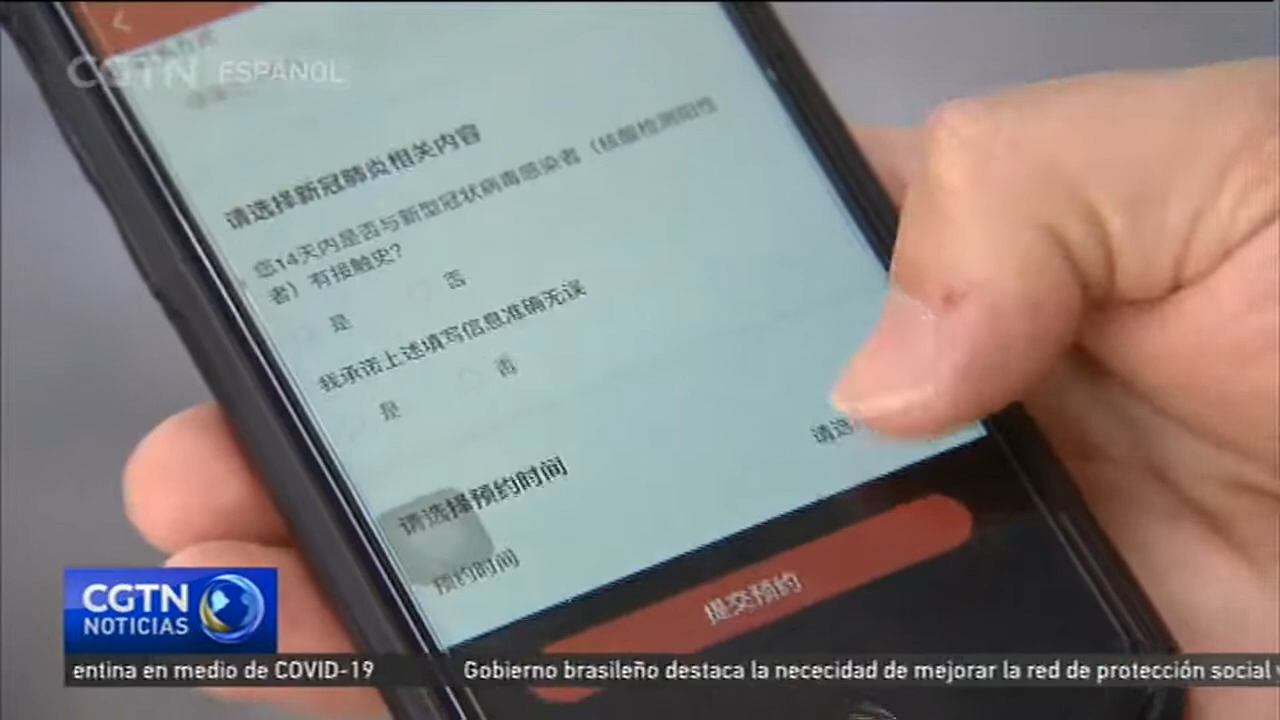 CGTN ESPAÑOL
请选择新冠肺炎相关内容
您14天内是否与新型冠状病毒感染者（核酸检测阳性
者）有接触史?
是 否
我承诺上述填写信息准确无误
是 否
请选择预约时间
预约时间 请选
提交预约
CGTN
NOTICIAS
entina en medio de COVID-19 Gobierno brasileño destaca la nececidad de mejorar la red de protección social y